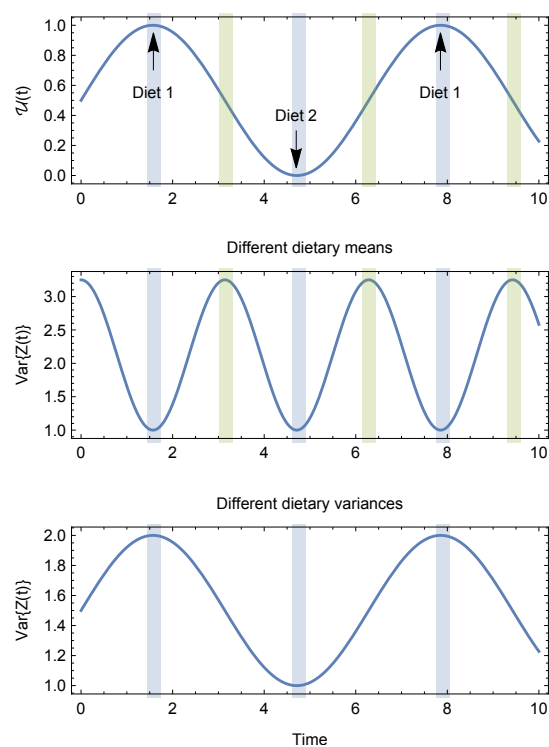 1.0
0.8
0.6
0.4
0.2
0.0
𝒰(t)
Diet 1
Diet 2
Diet 1
0 2 4 6 8 10
Different dietary means
3.0
2.5
2.0
1.5
1.0
Var{Z(t)}
0 2 4 6 8 10
Different dietary variances
2.0
1.8
1.6
1.4
1.2
1.0
Var{Z(t)}
0 2 4 6 8 10
Time